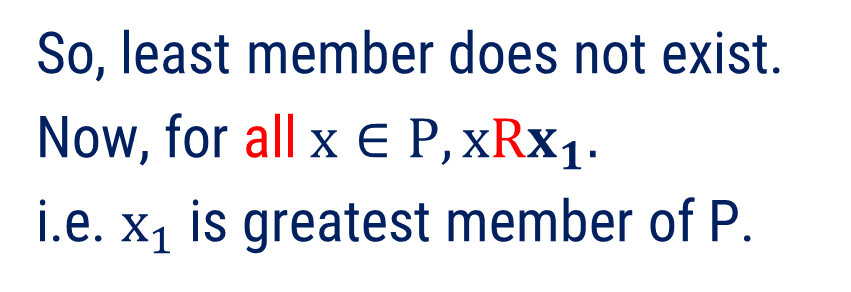 So, least member does not exist.
Now, for all x ∈ P, xRx₁.
i.e. x₁ is greatest member of P.